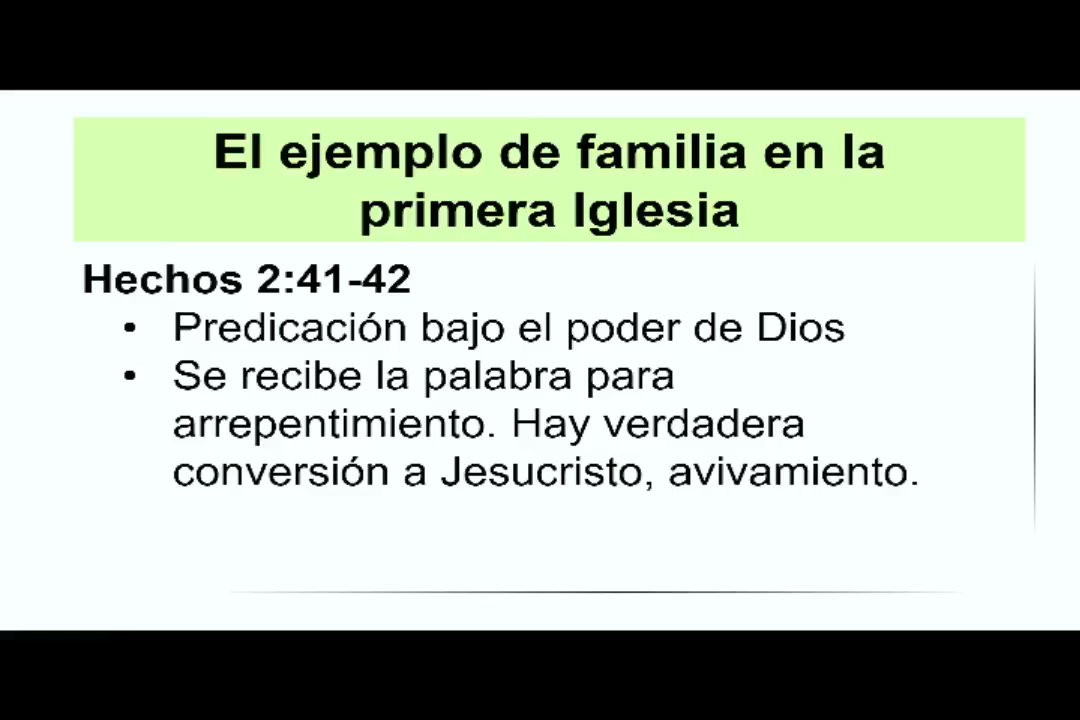 El ejemplo de familia en la
primera Iglesia
Hechos 2:41-42
• Predicación bajo el poder de Dios
• Se recibe la palabra para
arrepentimiento. Hay verdadera
conversión a Jesucristo, avivamiento.